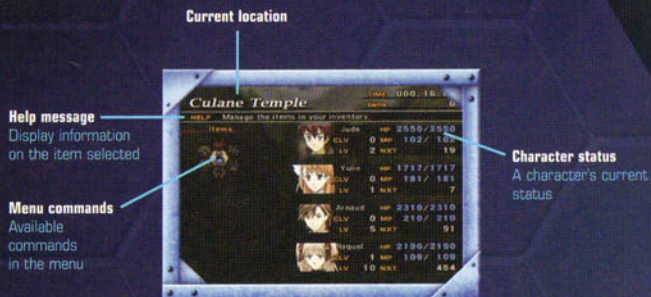 Current location
Help message
Display information
on the item selected
Menu commands
Available
commands
in the menu
Culane Temple
TIME 000:16:
0
HELP Manage the items in your inventory.
Items
Jude HP 2550/2550
CLV 0 MP 102/ 102
LV 2 NXT 19
Yulie HP 1717/1717
CLV 0 MP 181/ 181
LV 1 NXT 7
Arnaud HP 2310/2310
CLV 0 MP 210/ 210
LV 5 NXT 91
Raquel HP 2190/2190
CLV 1 MP 109/ 109
LV 10 NXT 464
Character status
A character's current
status